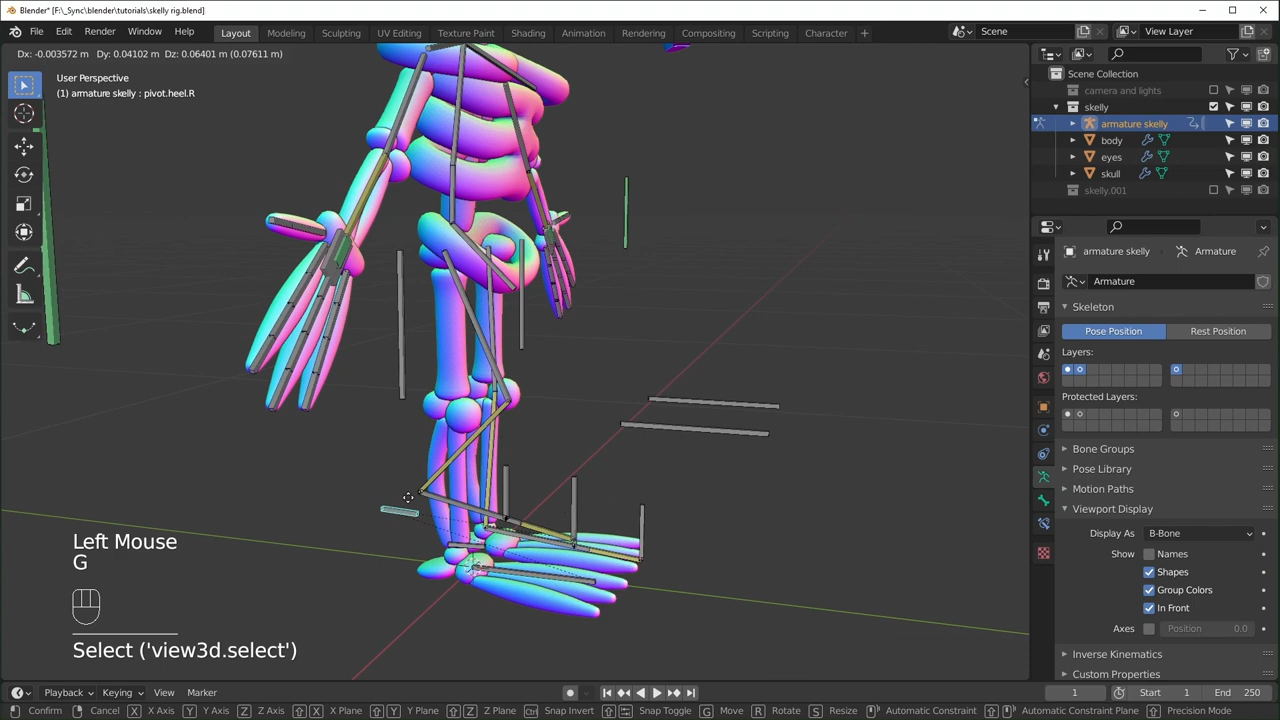 Blender* [F:\_Sync\blender\tutorials\skelly rig.blend]
File Edit Render Window Help Layout Modeling Sculpting UV Editing Texture Paint Shading Animation Rendering Compositing Scripting Character + Scene View Layer
Dx: -0.003572 m Dy: 0.04102 m Dz: 0.06401 m (0.07611 m)
User Perspective
(1) armature skelly : pivot.heel.R
Scene Collection
camera and lights
skelly
armature skelly
body
eyes
skull
skelly.001
armature skelly Armature
Armature
Skeleton
Pose Position Rest Position
Layers:
Protected Layers:
Bone Groups
Pose Library
Motion Paths
Viewport Display
Display As B-Bone
Show Names
Shapes
Group Colors
In Front
Axes Position 0.0
Inverse Kinematics
Custom Properties
Left Mouse
G
Select ('view3d.select')
Playback Keying View Marker 1 Start 1 End 250
Confirm Cancel X X Axis Y Y Axis Z Z Axis X X Plane Y Y Plane Z Z Plane Snap Invert Snap Toggle G Move R Rotate S Resize Automatic Constraint Automatic Constraint Plane Precision Mode